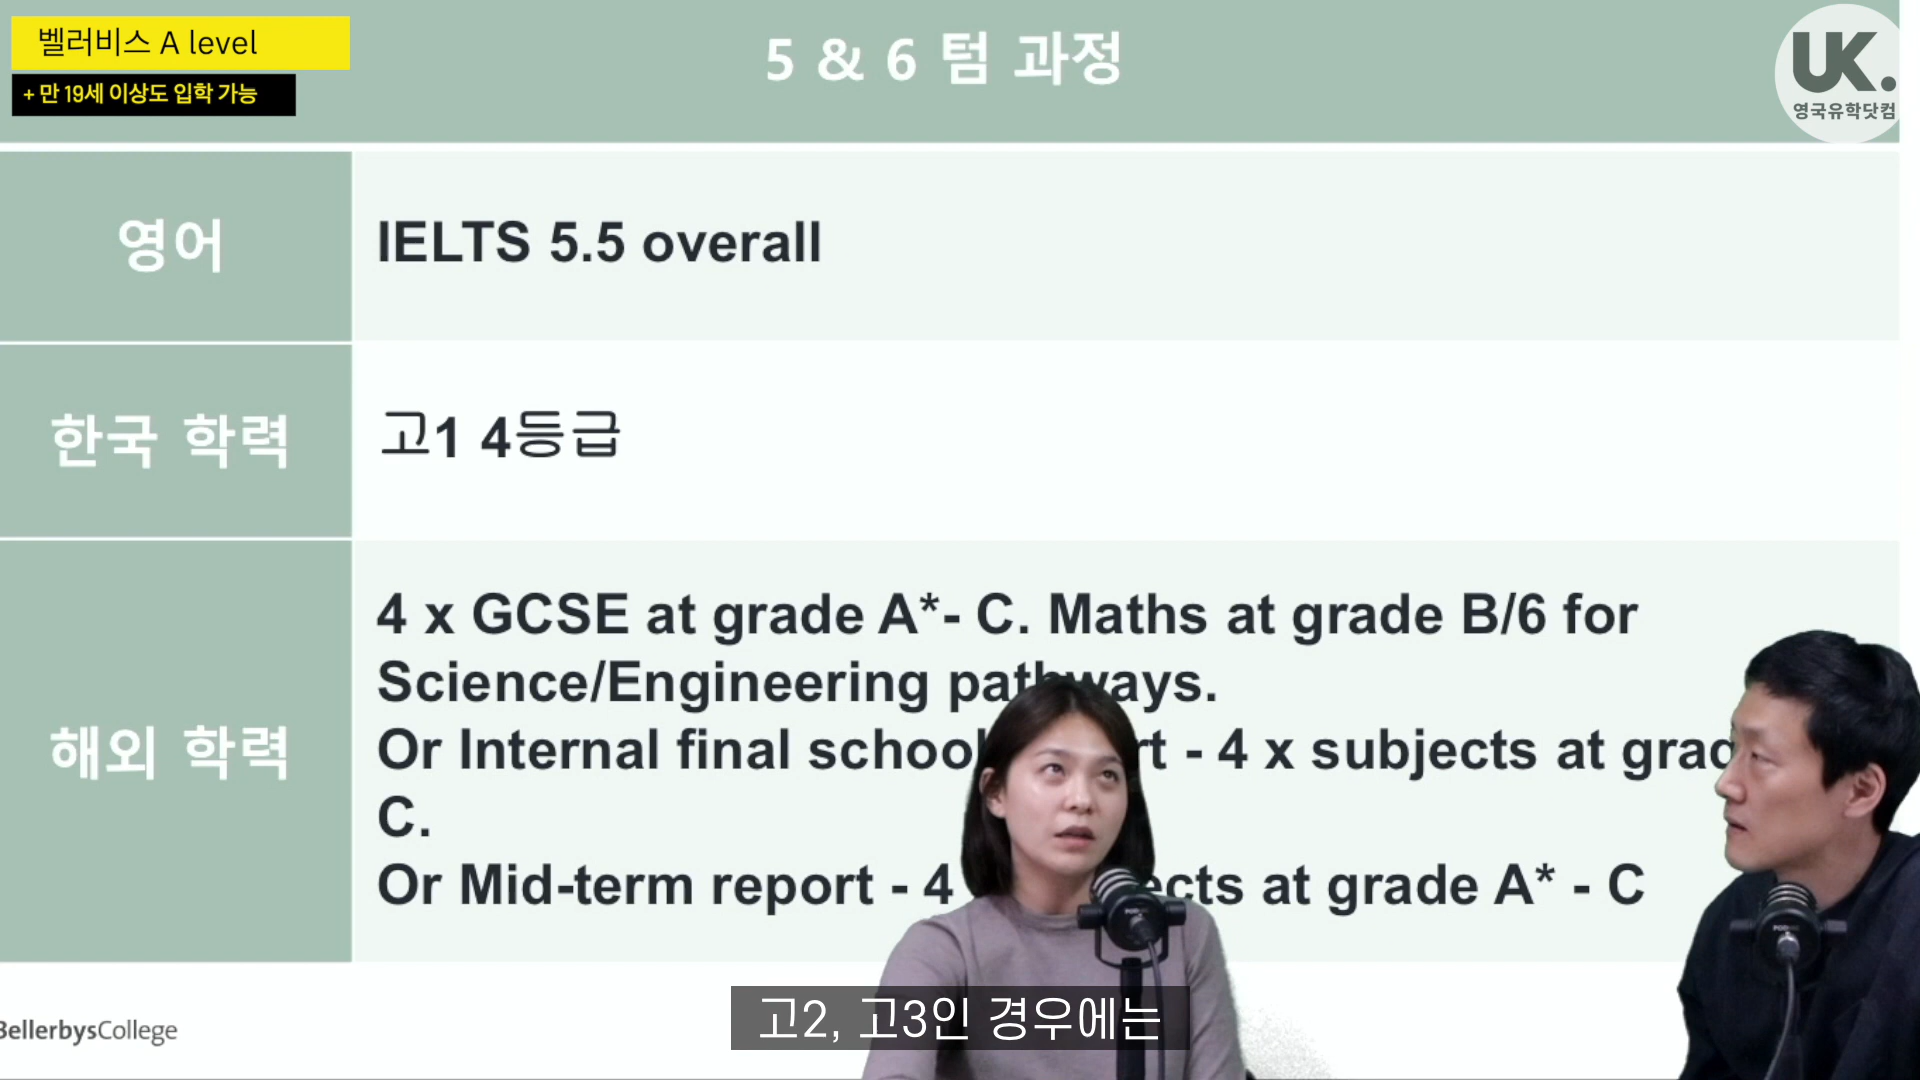 벨러비스 A level
+ 만 19세 이상도 입학 가능
5 & 6 텀 과정
UK.
영국유학닷컴
영어
IELTS 5.5 overall
한국 학력
고1 4등급
해외 학력
4 x GCSE at grade A*- C. Maths at grade B/6 for
Science/Engineering pathways.
Or Internal final school - 4 x subjects at
C.
Or Mid-term report - 4 at grade A* - C
BellerbysCollege
고2, 고3인 경우에는